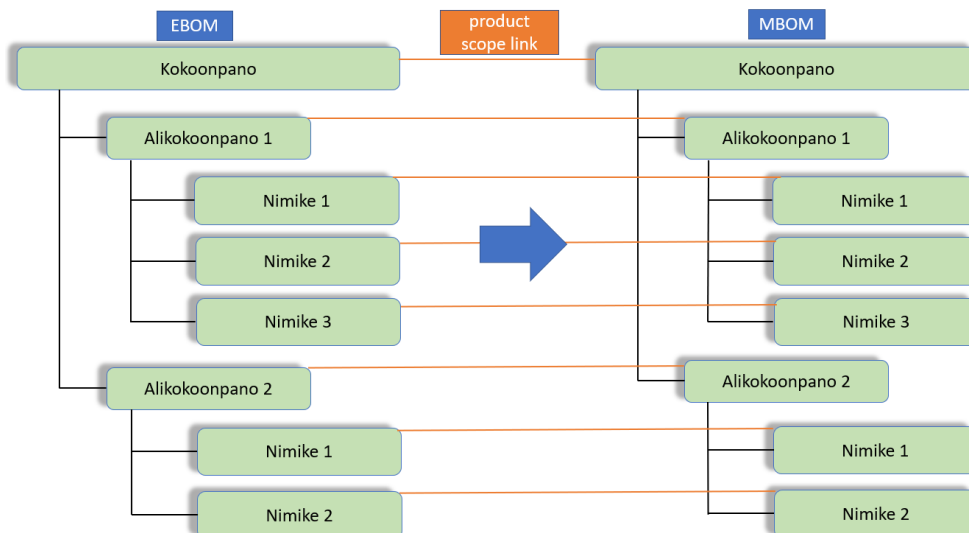 EBOM
product
scope link
MBOM
Kokoonpano
Kokoonpano
Alikokoonpano 1
Alikokoonpano 1
Nimike 1
Nimike 1
Nimike 2
Nimike 2
Nimike 3
Nimike 3
Alikokoonpano 2
Alikokoonpano 2
Nimike 1
Nimike 1
Nimike 2
Nimike 2